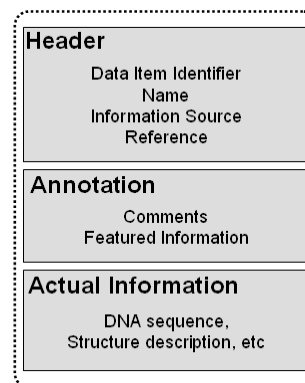 Header
Data Item Identifier
Name
Information Source
Reference
Annotation
Comments
Featured Information
Actual Information
DNA sequence,
Structure description, etc